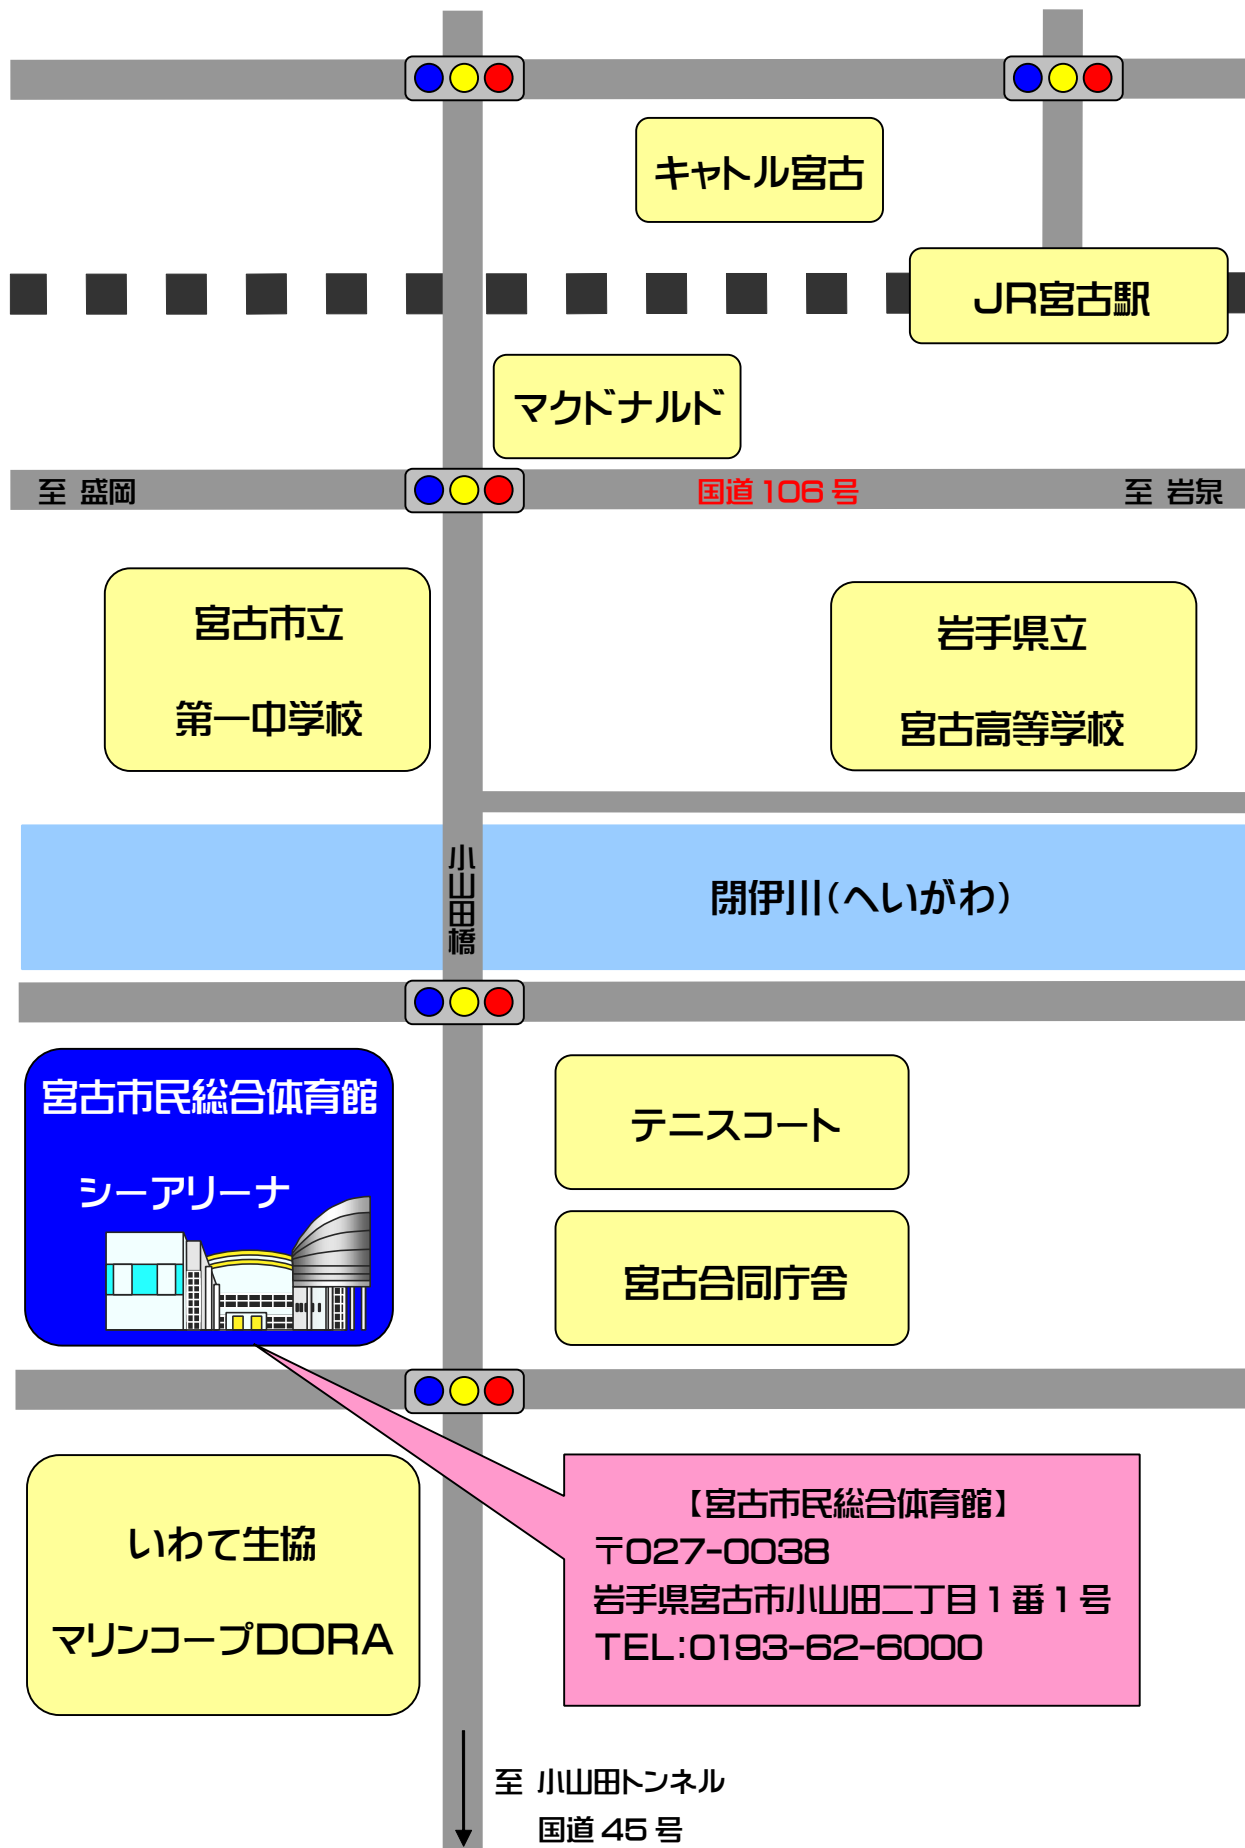 キャトル宮古
JR宮古駅
マクドナルド
至 盛岡
国道106号
至 岩泉
宮古市立
第一中学校
岩手県立
宮古高等学校
小山田橋
閉伊川(へいがわ)
宮古市民総合体育館
シーアリーナ
テニスコート
宮古合同庁舎
いわて生協
マリンコープDORA
【宮古市民総合体育館】
〒027-0038
岩手県宮古市小山田二丁目1番1号
TEL:0193-62-6000
至 小山田トンネル
国道45号